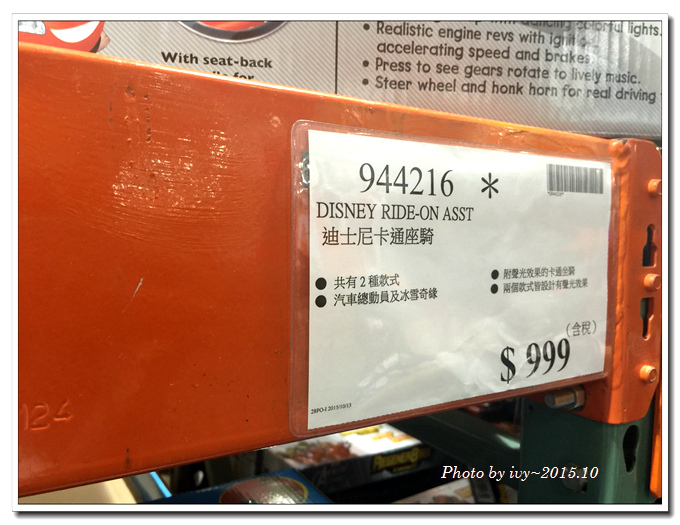 With seat-back
• Realistic engine revs with ignition
accelerating speed and brakes.
• Press to see gears rotate to lively music.
• Steer wheel and honk horn for real driving
944216 *
DISNEY RIDE-ON ASST
迪士尼卡通座騎
● 共有2種款式
● 汽車總動員及冰雪奇緣
● 附聲光效果的卡通坐騎
● 兩個款式皆設計有聲光效果
(含稅)
$ 999
2015/10/13
124
Photo by ivy~2015.10